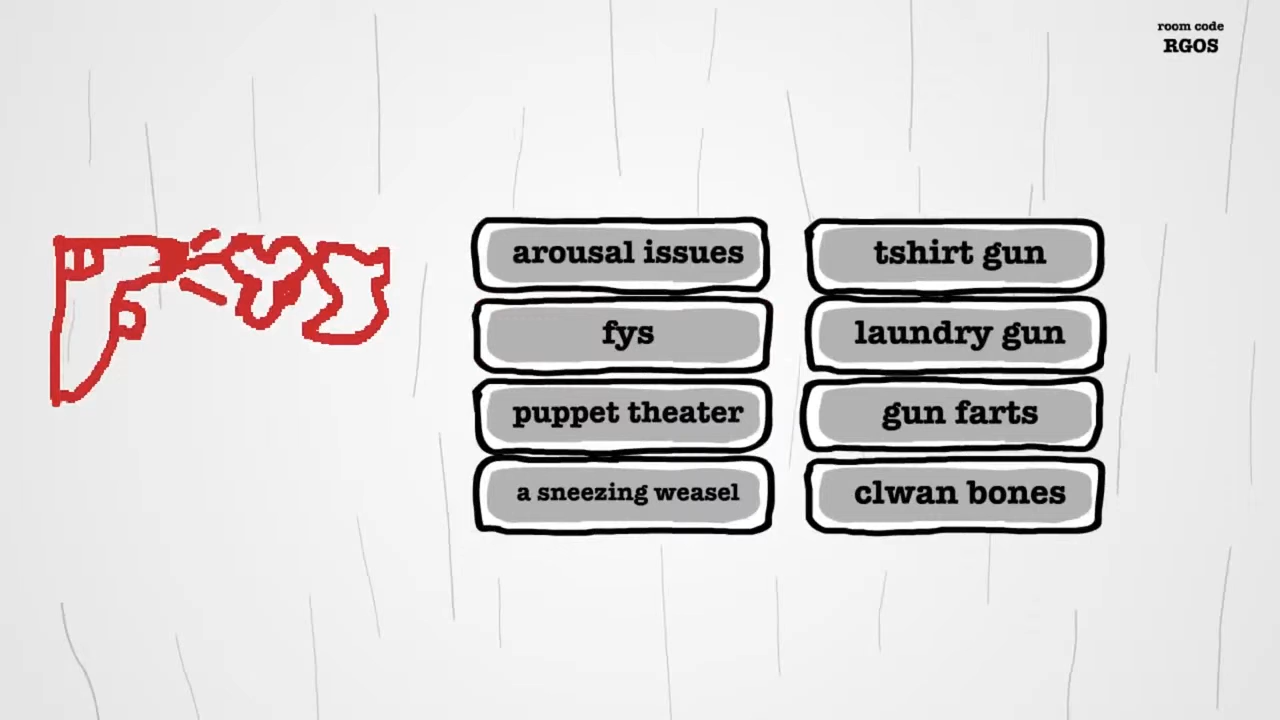 room code
RGOS
arousal issues
tshirt gun
fys
laundry gun
puppet theater
gun farts
a sneezing weasel
clwan bones